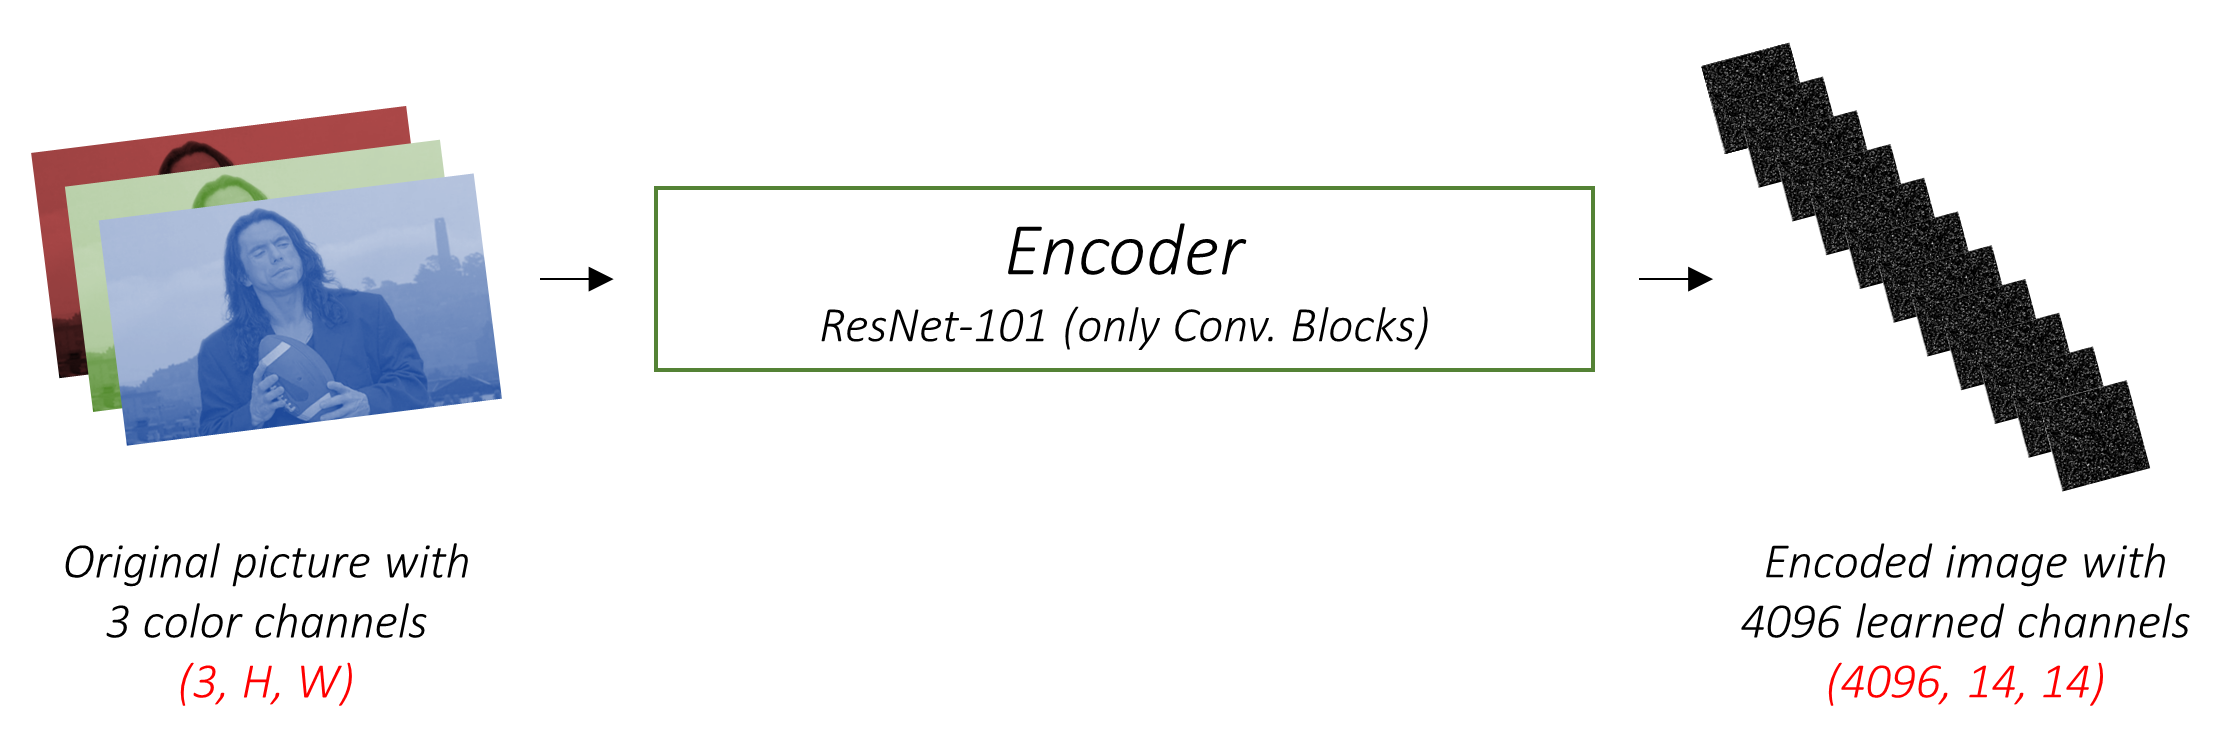 Encoder
ResNet-101 (only Conv. Blocks)
Original picture with
3 color channels
(3, H, W)
Encoded image with
4096 learned channels
(4096, 14, 14)